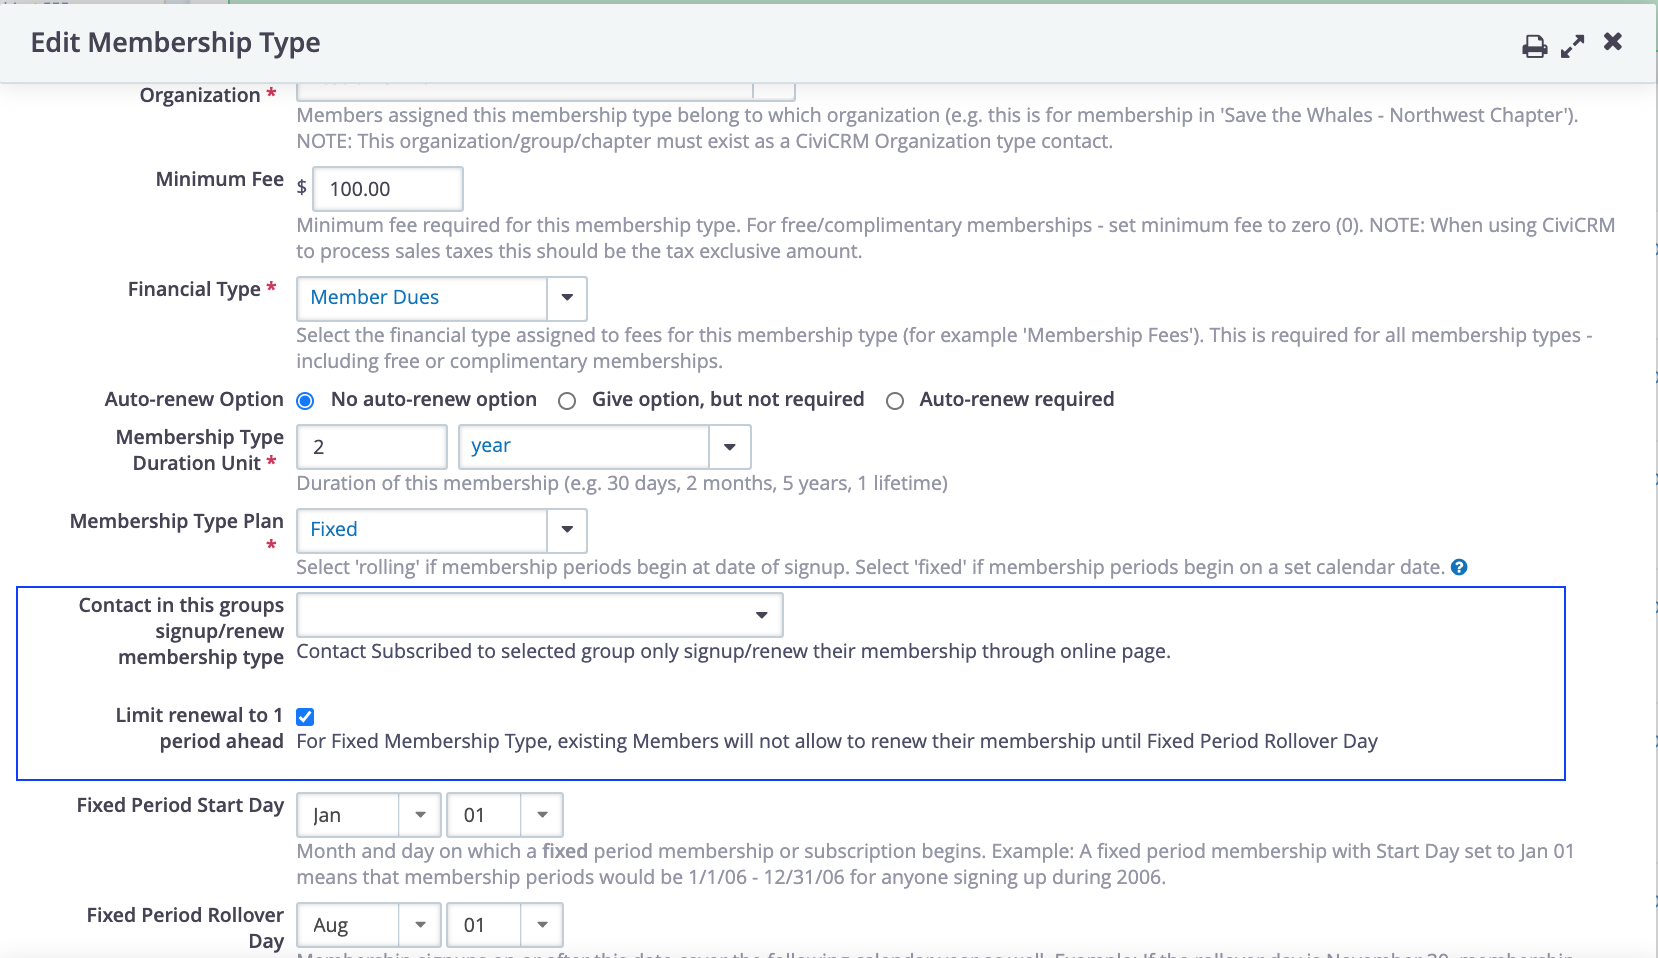 Edit Membership Type
Organization *
Members assigned this membership type belong to which organization (e.g. this is for membership in 'Save the Whales - Northwest Chapter').
NOTE: This organization/group/chapter must exist as a CiviCRM Organization type contact.
Minimum Fee $ 100.00
Minimum fee required for this membership type. For free/complimentary memberships - set minimum fee to zero (0). NOTE: When using CiviCRM
to process sales taxes this should be the tax exclusive amount.
Financial Type * Member Dues
Select the financial type assigned to fees for this membership type (for example 'Membership Fees'). This is required for all membership types -
including free or complimentary memberships.
Auto-renew Option No auto-renew option Give option, but not required Auto-renew required
Membership Type
Duration Unit * 2 year
Duration of this membership (e.g. 30 days, 2 months, 5 years, 1 lifetime)
Membership Type Plan
* Fixed
Select 'rolling' if membership periods begin at date of signup. Select 'fixed' if membership periods begin on a set calendar date. ?
Contact in this groups
signup/renew
membership type
Contact Subscribed to selected group only signup/renew their membership through online page.
Limit renewal to 1
period ahead
For Fixed Membership Type, existing Members will not allow to renew their membership until Fixed Period Rollover Day
Fixed Period Start Day Jan 01
Month and day on which a fixed period membership or subscription begins. Example: A fixed period membership with Start Day set to Jan 01
means that membership periods would be 1/1/06 - 12/31/06 for anyone signing up during 2006.
Fixed Period Rollover
Day Aug 01